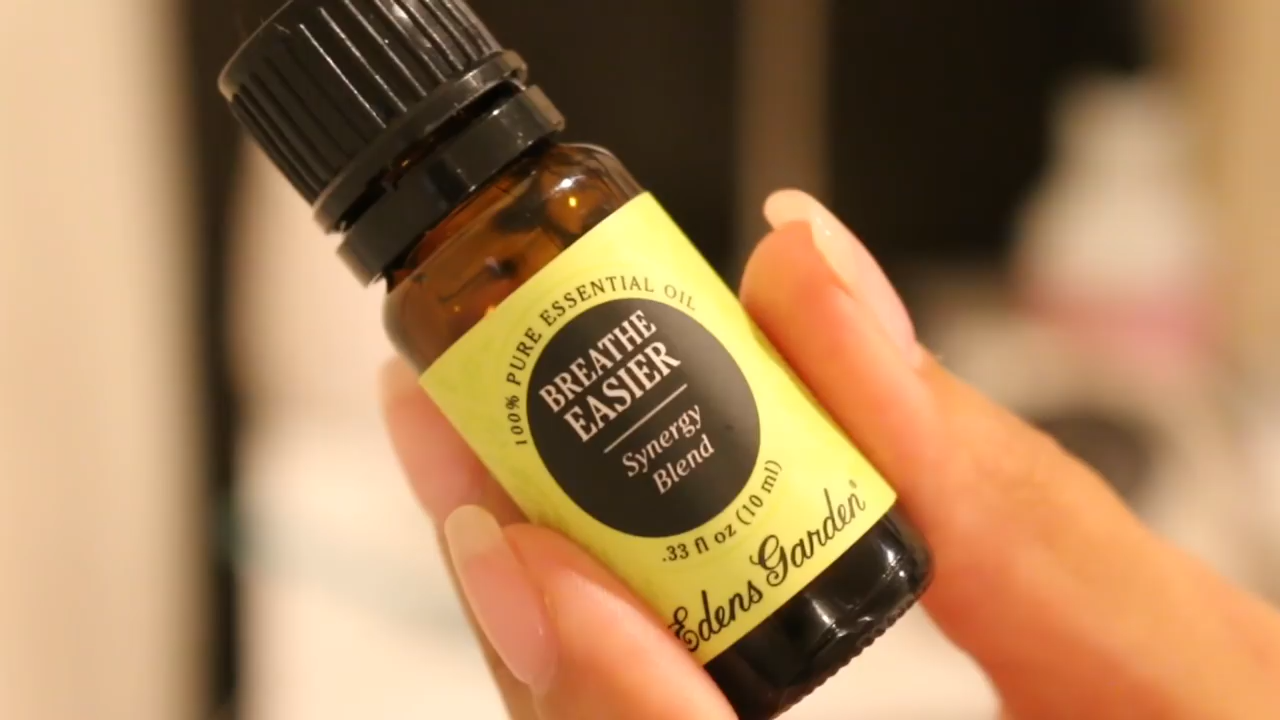 100% PURE ESSENTIAL OIL
BREATHE
EASIER
Synergy
Blend
.33 fl oz (10 ml)
Edens Garden®